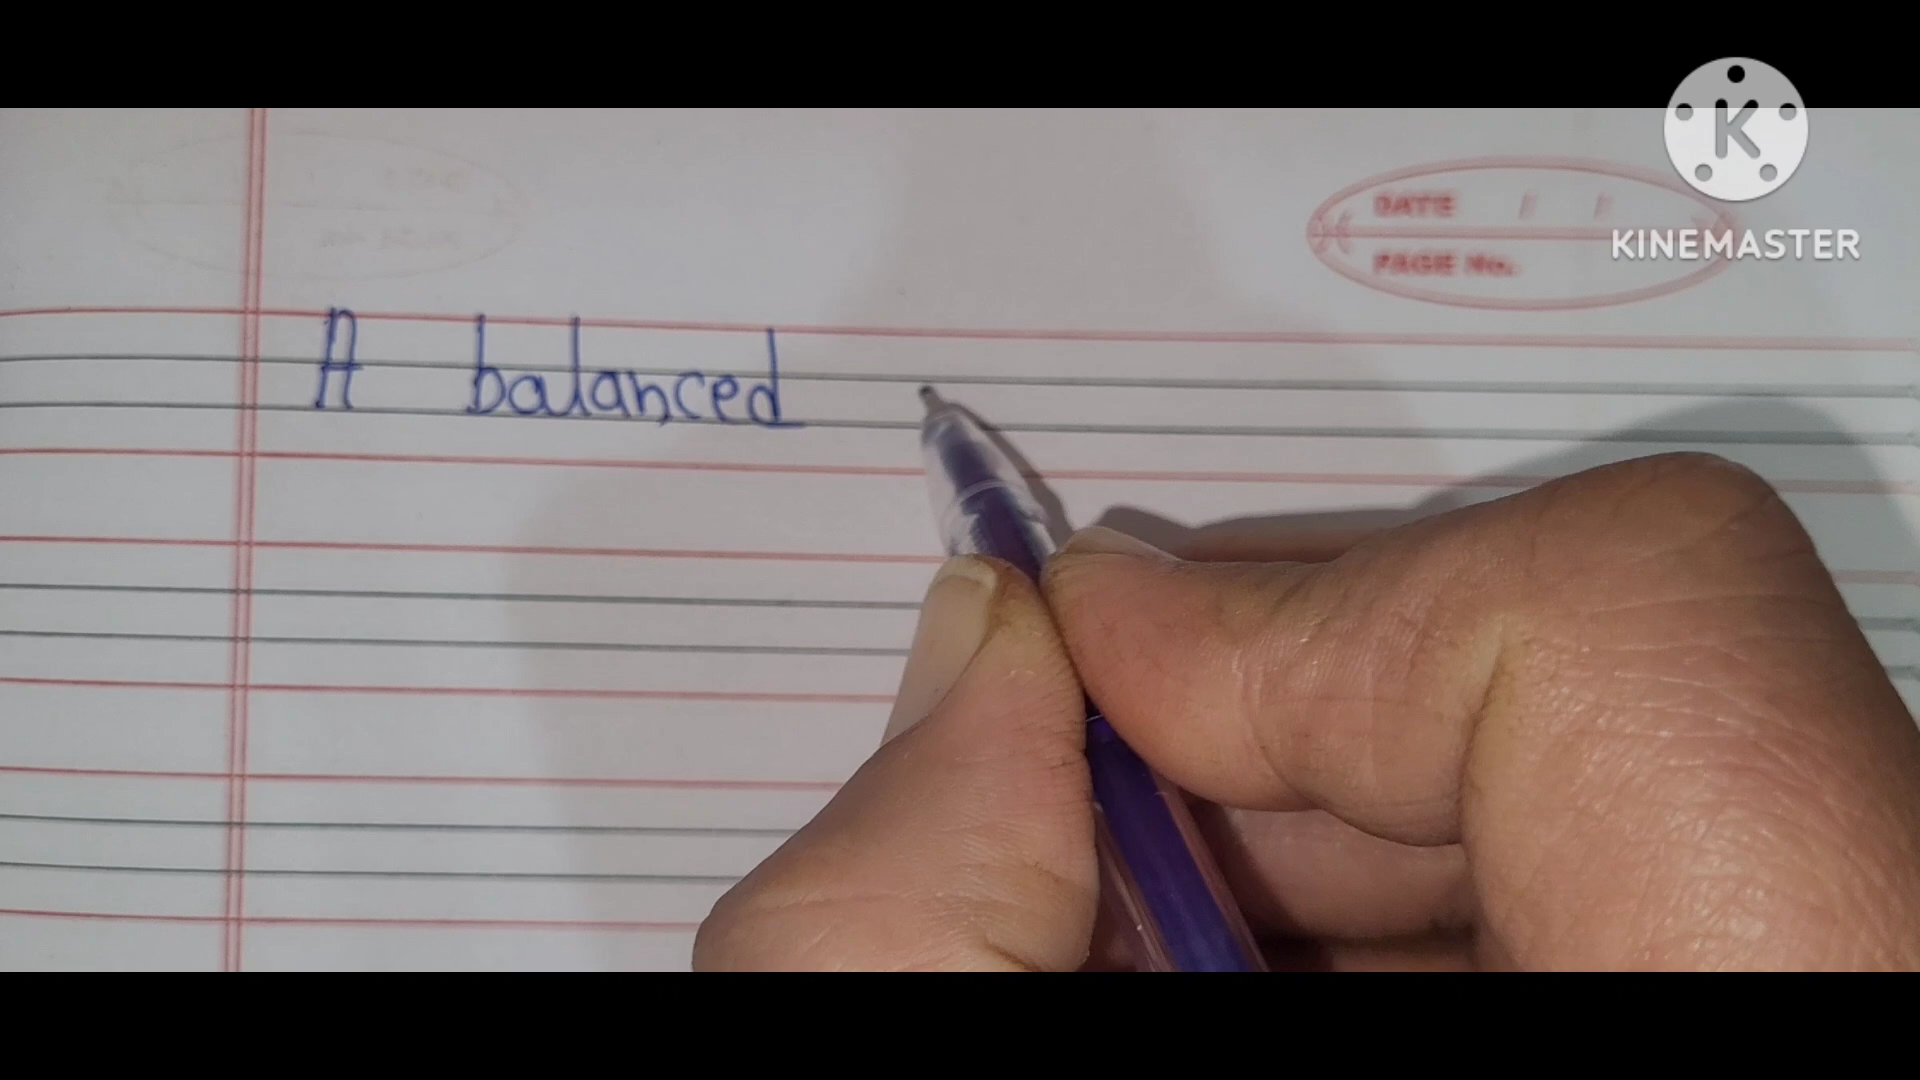 KINEMASTER
DATE / /
PAGE No.
A balanced